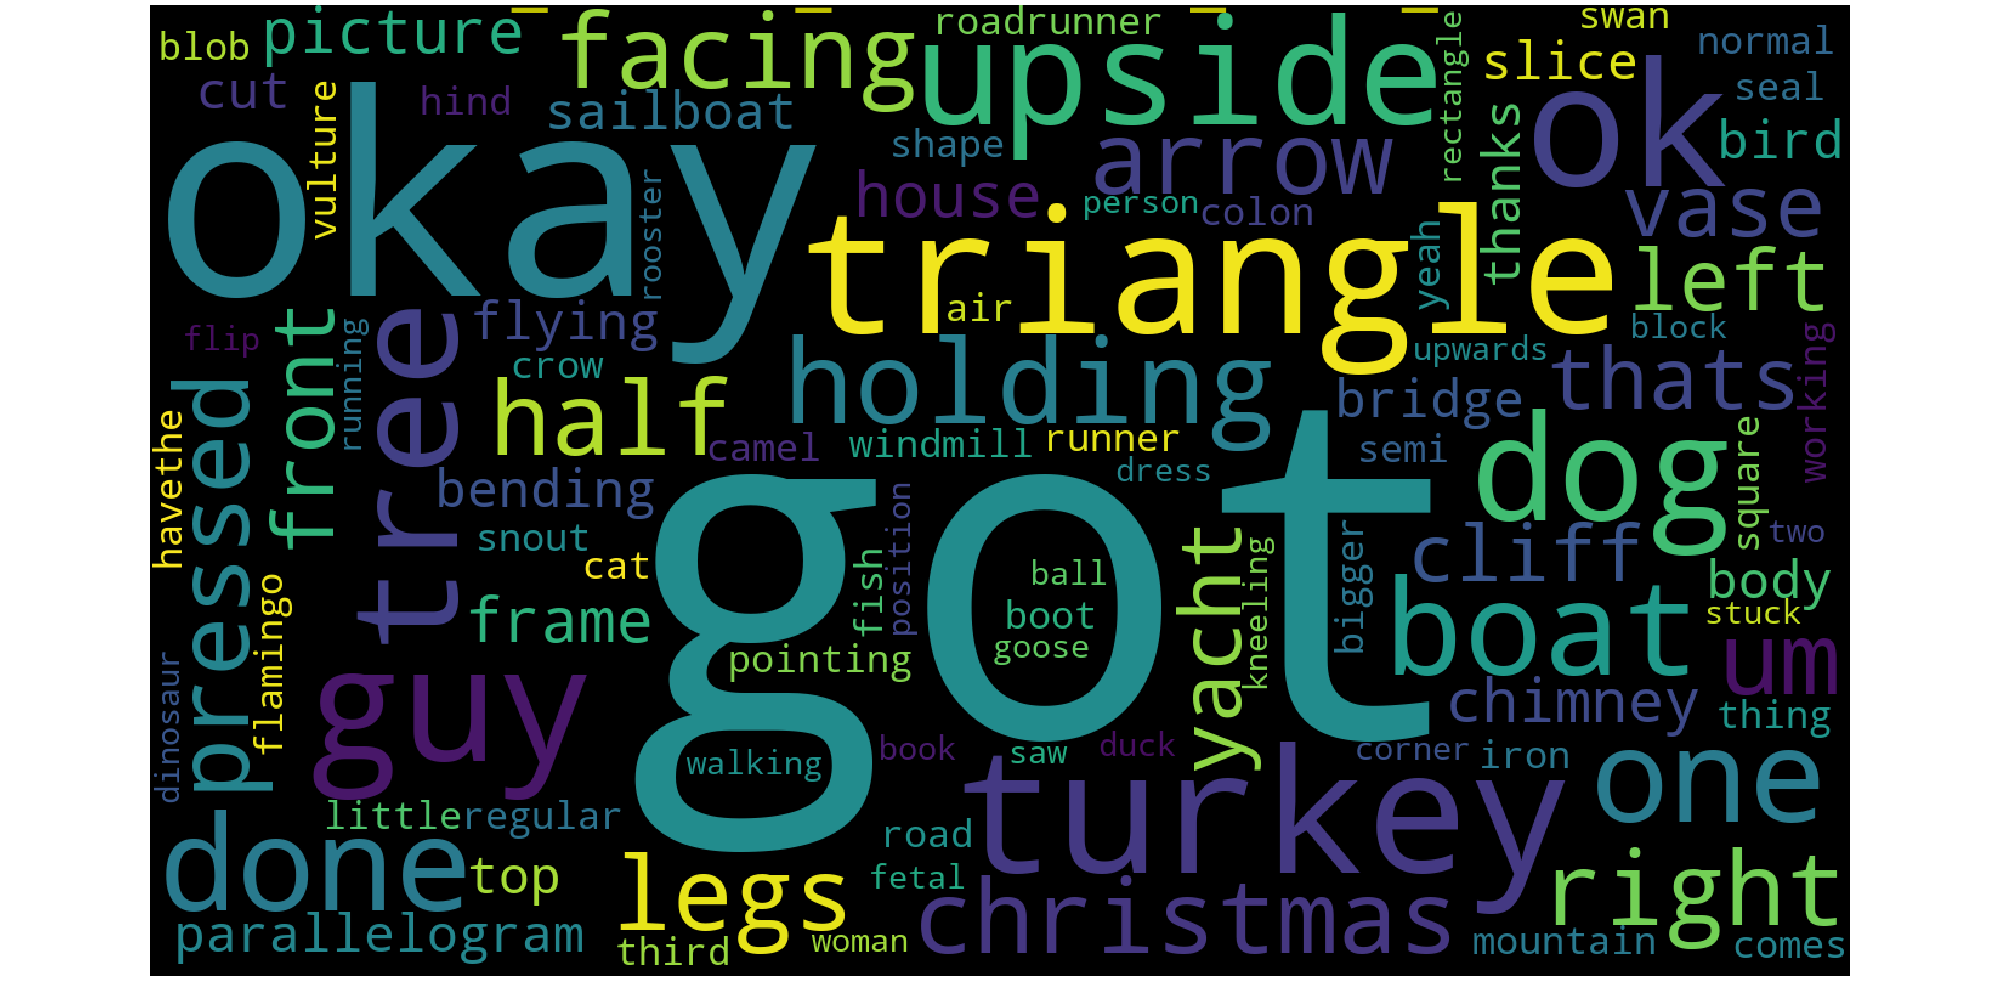 roadrunner
swan
blob
picture
facing
upside
rectangle
slice
normal
cut
hind
sailboat
ok
seal
vulture
okay
shape
arrow
thanks
bird
rooster
house
person
colon
vase
triangle
yeah
left
front
running
flip
tree
flying
air
block
working
crow
holding
upwards
thats
pressed
havethe
half
camel
windmill
runner
bridge
dog
semi
square
bending
got
dress
snout
cat
fish
position
yacht
kneeling
bigger
cliff
two
ball
body
flamingo
frame
boot
boat
stuck
dinosaur
guy
pointing
goose
um
chimney
thing
walking
book
saw
duck
turkey
corner
iron
one
little
regular
done
road
top
legs
fetal
christmas
right
parallelogram
third
woman
mountain
comes